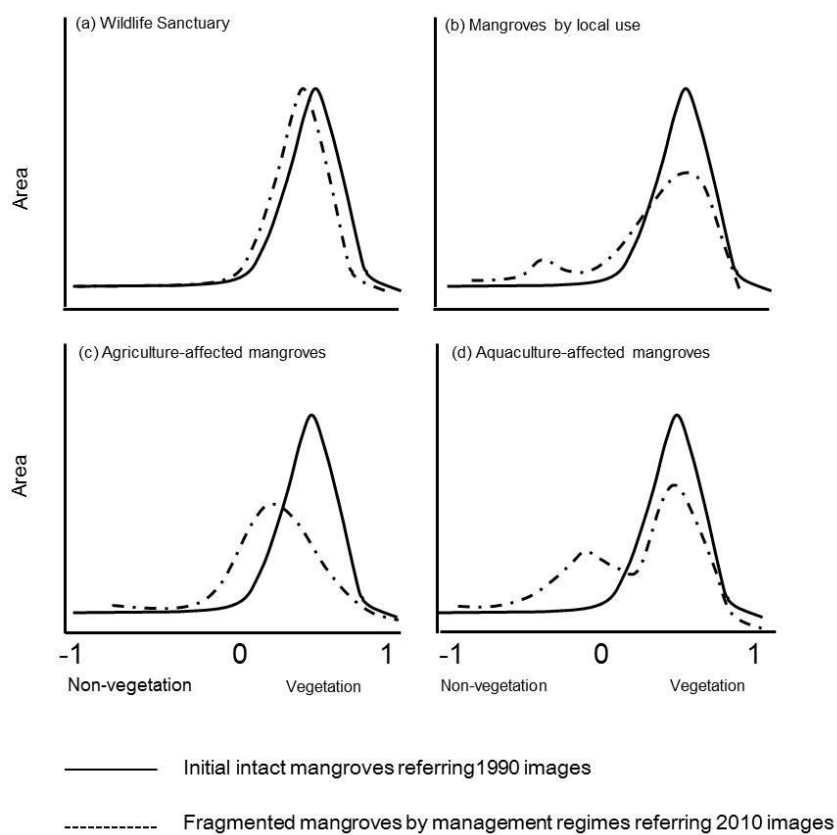 (a) Wildlife Sanctuary
(b) Mangroves by local use
Area
(c) Agriculture-affected mangroves
(d) Aquaculture-affected mangroves
Area
-1 0 1
-1 0 1
Non-vegetation Vegetation
Non-vegetation Vegetation
Initial intact mangroves referring1990 images
Fragmented mangroves by management regimes referring 2010 images